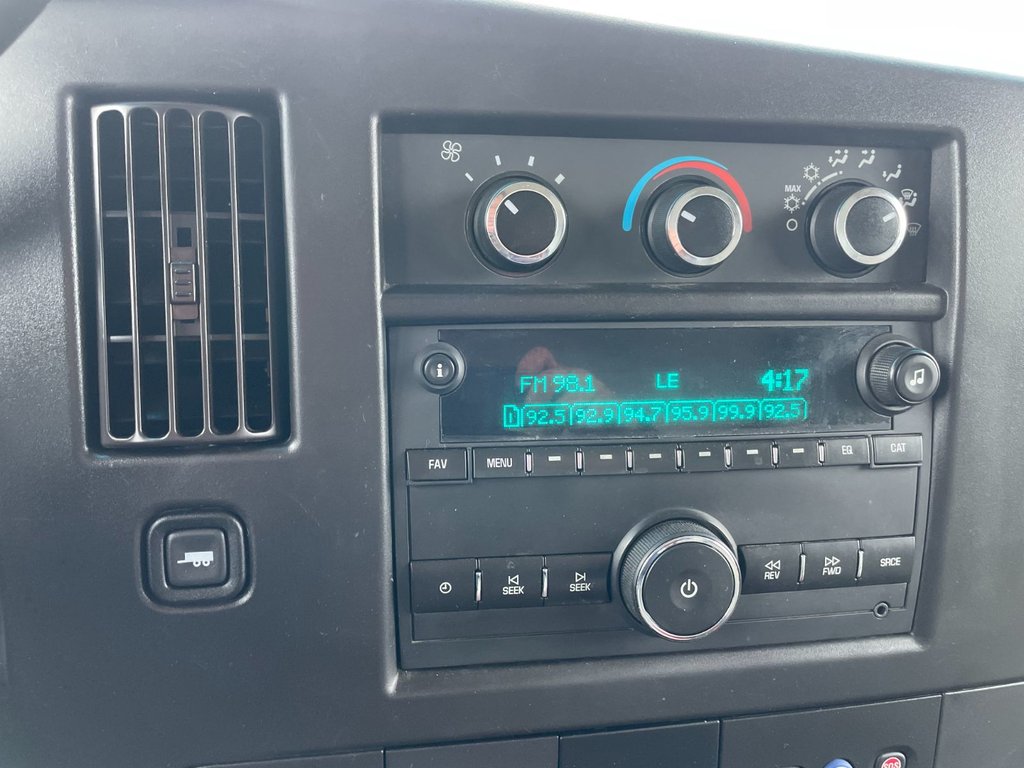 MAX
i
FM 98.1 LE 4:17
92.5 92.9 94.7 95.9 99.9 92.5
FAV MENU EQ CAT
SEEK SEEK REV FWD SRCE
SOS